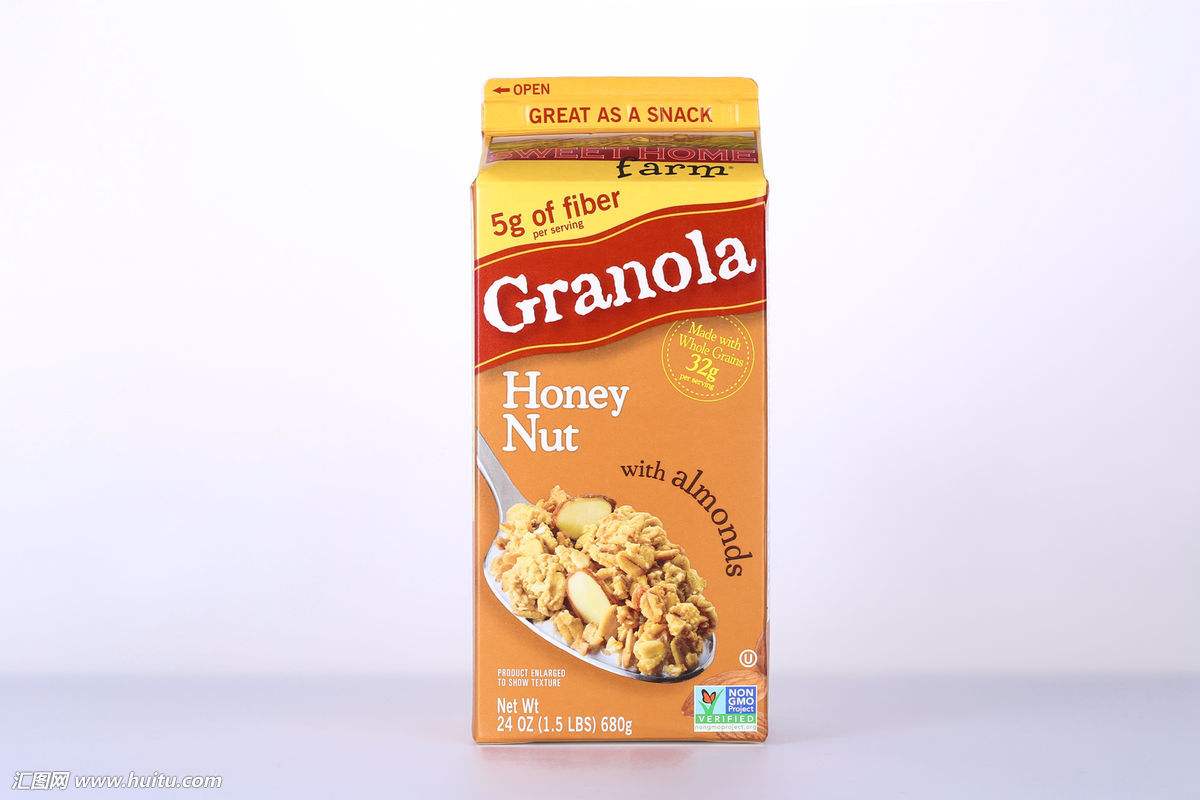 OPEN
GREAT AS A SNACK
SWEET HOME
farm
5g of fiber
per serving
Granola
Made with
Whole Grains
32g
per serving
Honey
Nut
with almonds
PRODUCT ENLARGED
TO SHOW TEXTURE
U
Net Wt
24 OZ (1.5 LBS) 680g
NON
GMO
Project
VERIFIED
nongmoproject.org
汇图网 www.huitu.com